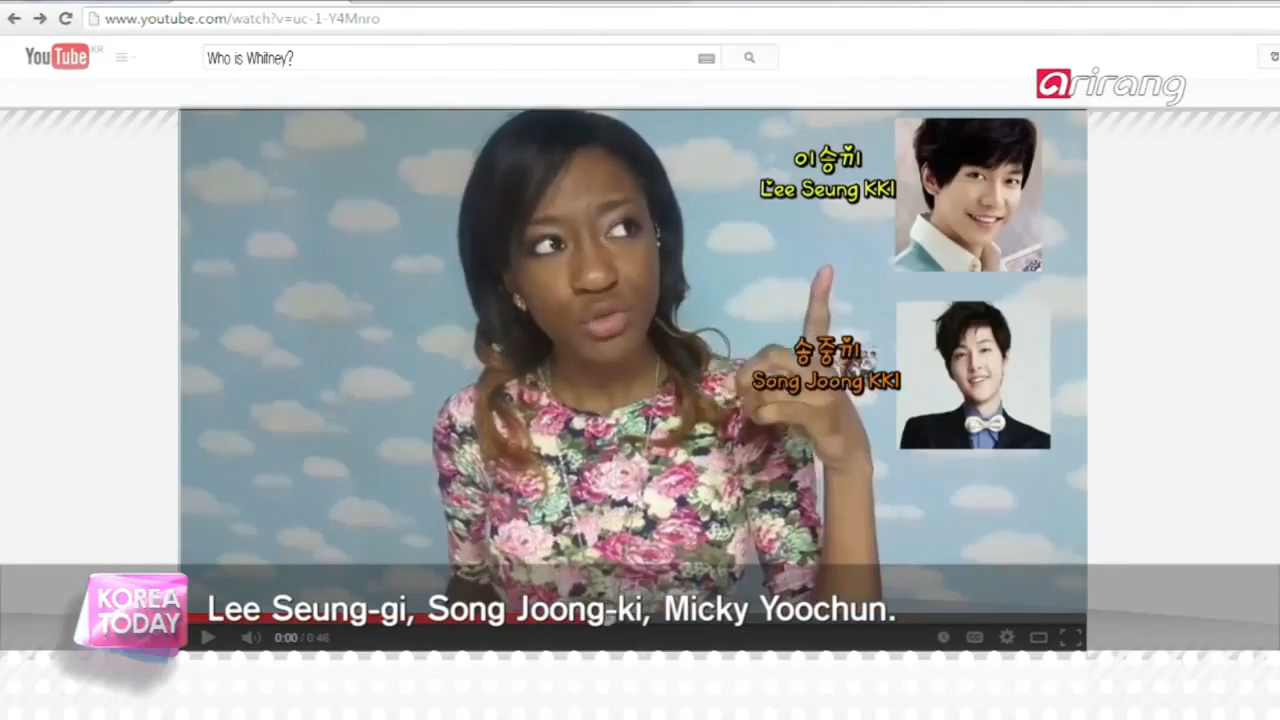 www.youtube.com/watch?v=uc-1-Y4Mnro
YouTube KR
Who is Whitney?
arirang
이승끼
Lee Seung KKI
송중끼
Song Joong KKI
KOREA
TODAY
Lee Seung-gi, Song Joong-ki, Micky Yoochun.
0:00 / 0:46